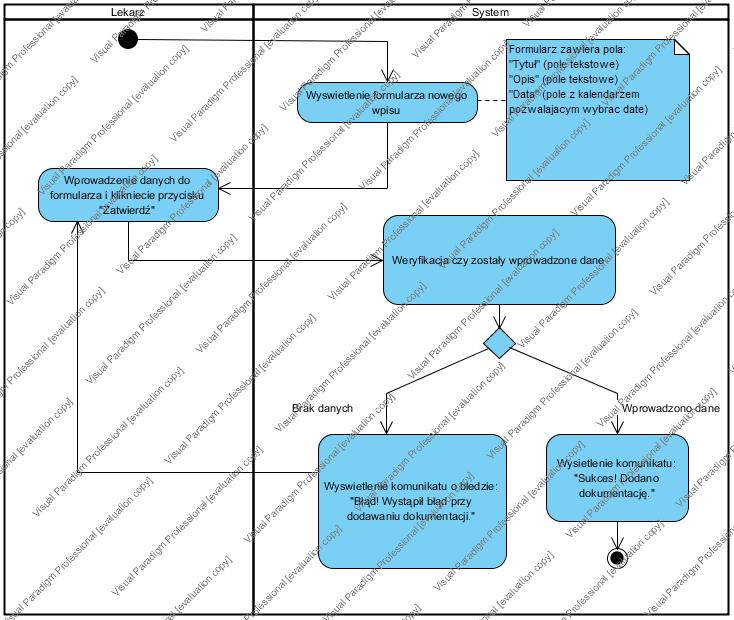 Lekarz
System
Wyswietlenie formularza nowego
wpisu
Formularz zawiera pola:
"Tytuł" (pole tekstowe)
"Opis" (pole tekstowe)
"Data" (pole z kalendarzem
pozwalajacym wybrac date)
Wprowadzenie danych do
formularza i klikniecie przycisku
"Zatwierdź"
Weryfikacja czy zostały wprowadzone dane
Brak danych
Wprowadzono dane
Wyswietlenie komunikatu o bledzie:
"Błąd! Wystąpił błąd przy
dodawaniu dokumentacji."
Wysietlenie komunikatu:
"Sukces! Dodano
dokumentację."
Visual Paradigm Professional [evaluation copy]